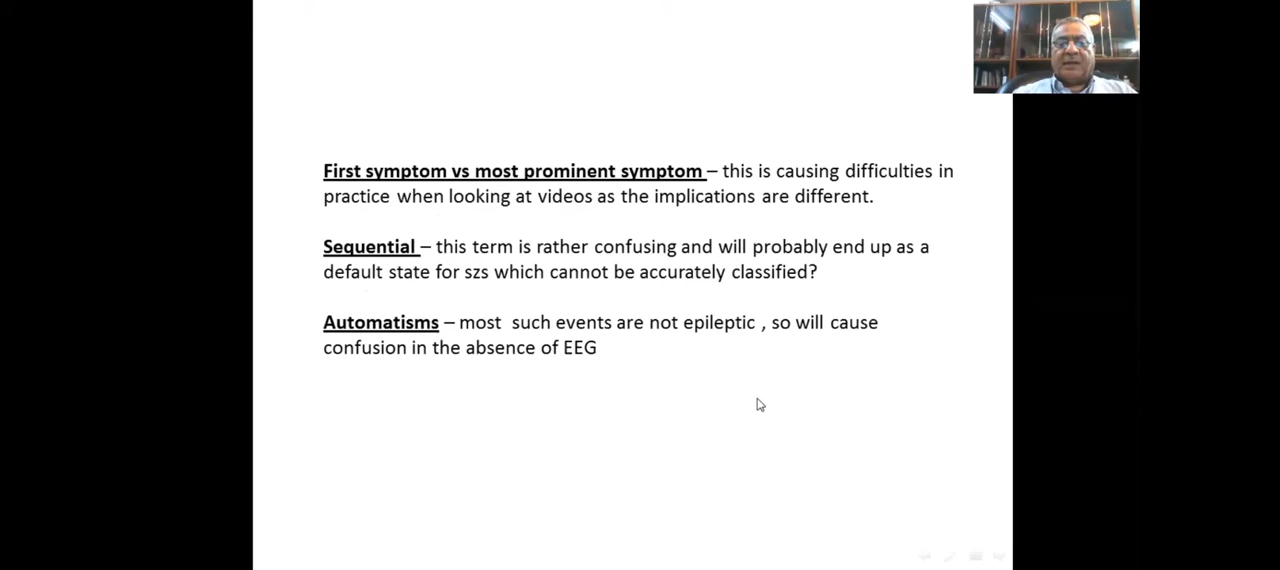 First symptom vs most prominent symptom – this is causing difficulties in
practice when looking at videos as the implications are different.
Sequential – this term is rather confusing and will probably end up as a
default state for szs which cannot be accurately classified?
Automatisms – most such events are not epileptic , so will cause
confusion in the absence of EEG